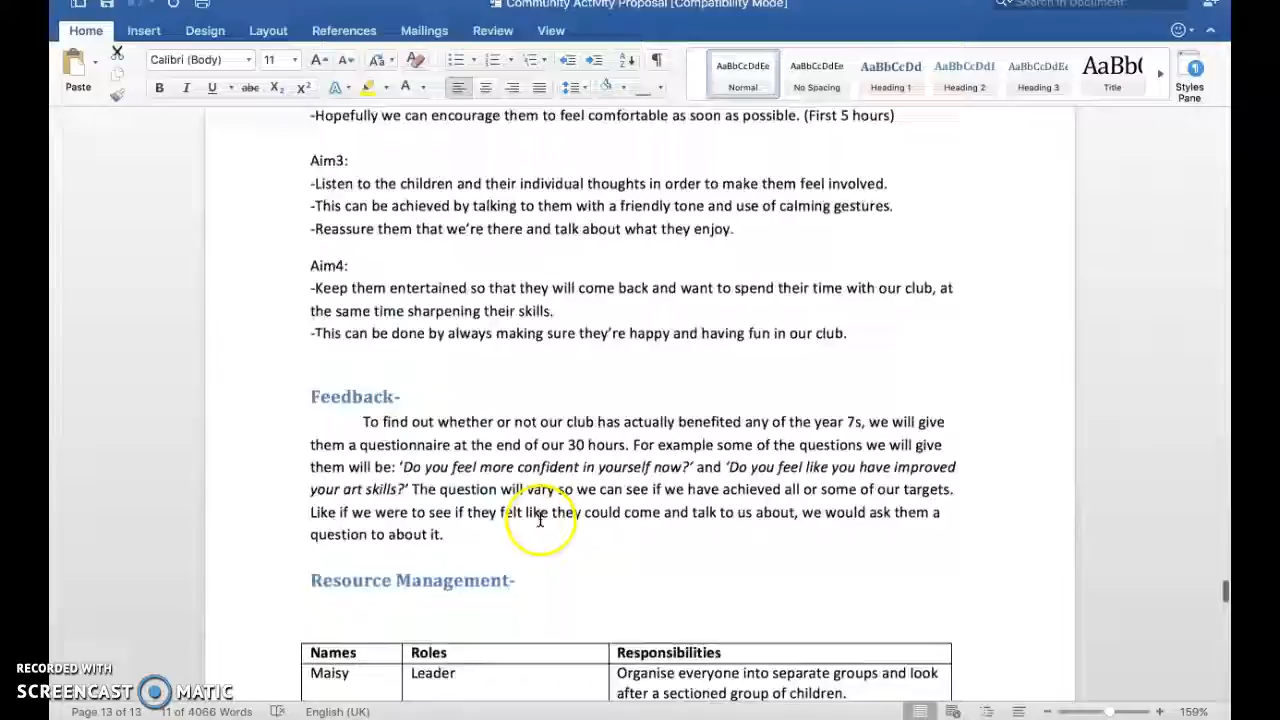 Community Activity Proposal [Compatibility Mode]
Search in Document
Home Insert Design Layout References Mailings Review View
Paste
Calibri (Body) 11
AaBbCcDdEe AaBbCcDdEe AaBbCcDd AaBbCcDdE AaBbCcDdEe AaBb(
Normal No Spacing Heading 1 Heading 2 Heading 3 Title
Styles
Pane
-Hopefully we can encourage them to feel comfortable as soon as possible. (First 5 hours)
Aim3:
-Listen to the children and their individual thoughts in order to make them feel involved.
-This can be achieved by talking to them with a friendly tone and use of calming gestures.
-Reassure them that we're there and talk about what they enjoy.
Aim4:
-Keep them entertained so that they will come back and want to spend their time with our club, at
the same time sharpening their skills.
-This can be done by always making sure they're happy and having fun in our club.
Feedback-
To find out whether or not our club has actually benefited any of the year 7s, we will give
them a questionnaire at the end of our 30 hours. For example some of the questions we will give
them will be: 'Do you feel more confident in yourself now?' and 'Do you feel like you have improved
your art skills?' The question will vary so we can see if we have achieved all or some of our targets.
Like if we were to see if they felt like they could come and talk to us about, we would ask them a
question to about it.
Resource Management-
Names Roles Responsibilities
Maisy Leader Organise everyone into separate groups and look
after a sectioned group of children.
RECORDED WITH
SCREENCAST MATIC
Page 13 of 13 11 of 4066 Words English (UK) 159%